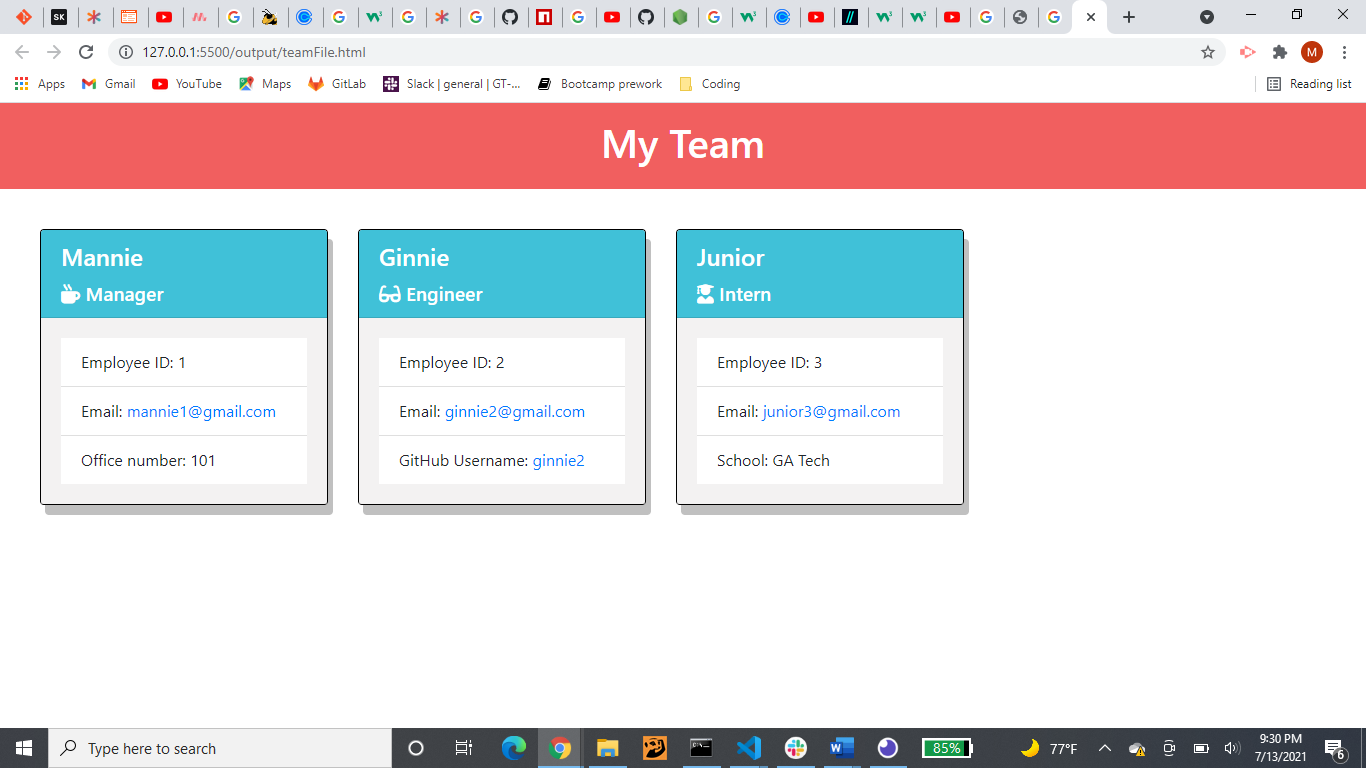 SK
127.0.0.1:5500/output/teamFile.html
M
Apps Gmail YouTube Maps GitLab Slack | general | GT-... Bootcamp prework Coding Reading list
My Team
Mannie
Manager
Employee ID: 1
Email: mannie1@gmail.com
Office number: 101
Ginnie
Engineer
Employee ID: 2
Email: ginnie2@gmail.com
GitHub Username: ginnie2
Junior
Intern
Employee ID: 3
Email: junior3@gmail.com
School: GA Tech
Type here to search
85%
77°F
9:30 PM
7/13/2021
6